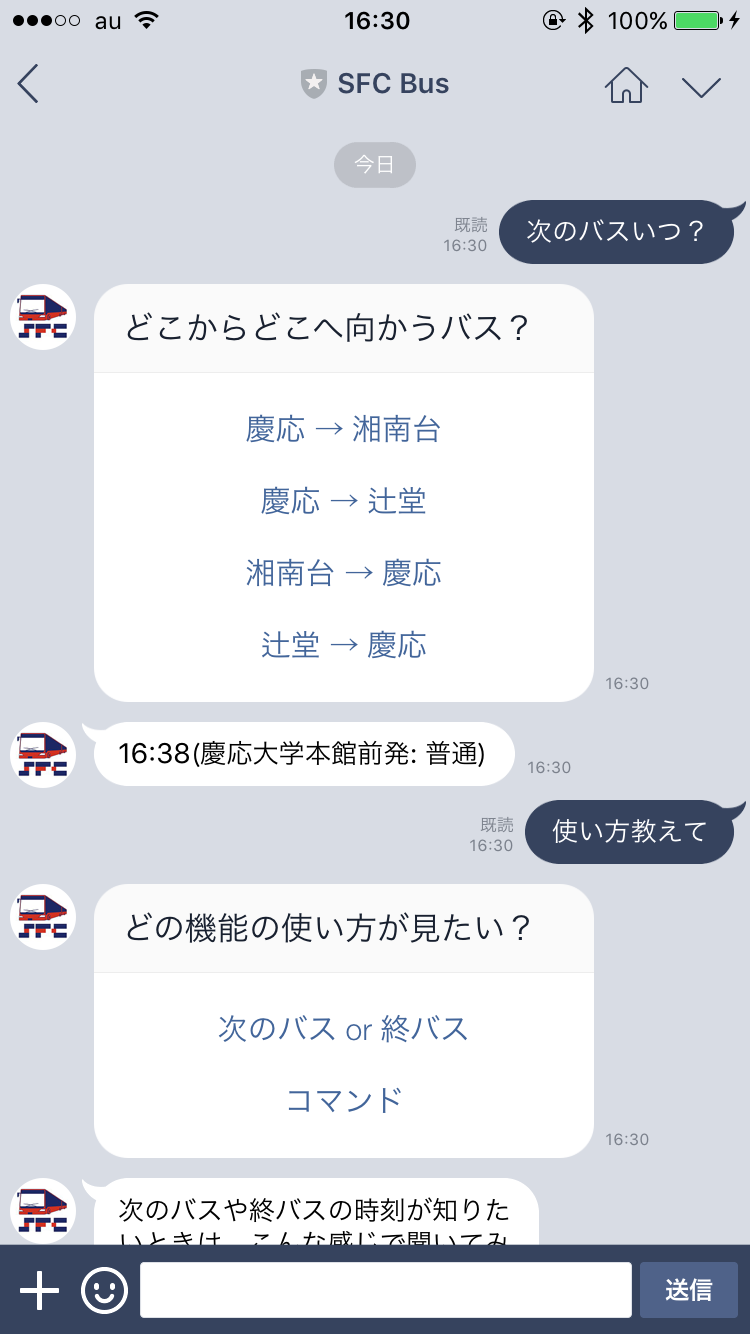 au 16:30 100%
SFC Bus
今日
既読
16:30
次のバスいつ？
SFC
どこからどこへ向かうバス？
慶応 → 湘南台
慶応 → 辻堂
湘南台 → 慶応
辻堂 → 慶応
16:30
SFC
16:38(慶応大学本館前発: 普通)
16:30
既読
16:30
使い方教えて
SFC
どの機能の使い方が見たい？
次のバス or 終バス
コマンド
16:30
SFC
次のバスや終バスの時刻が知りた
いときは、こんな感じで聞いてみ
送信